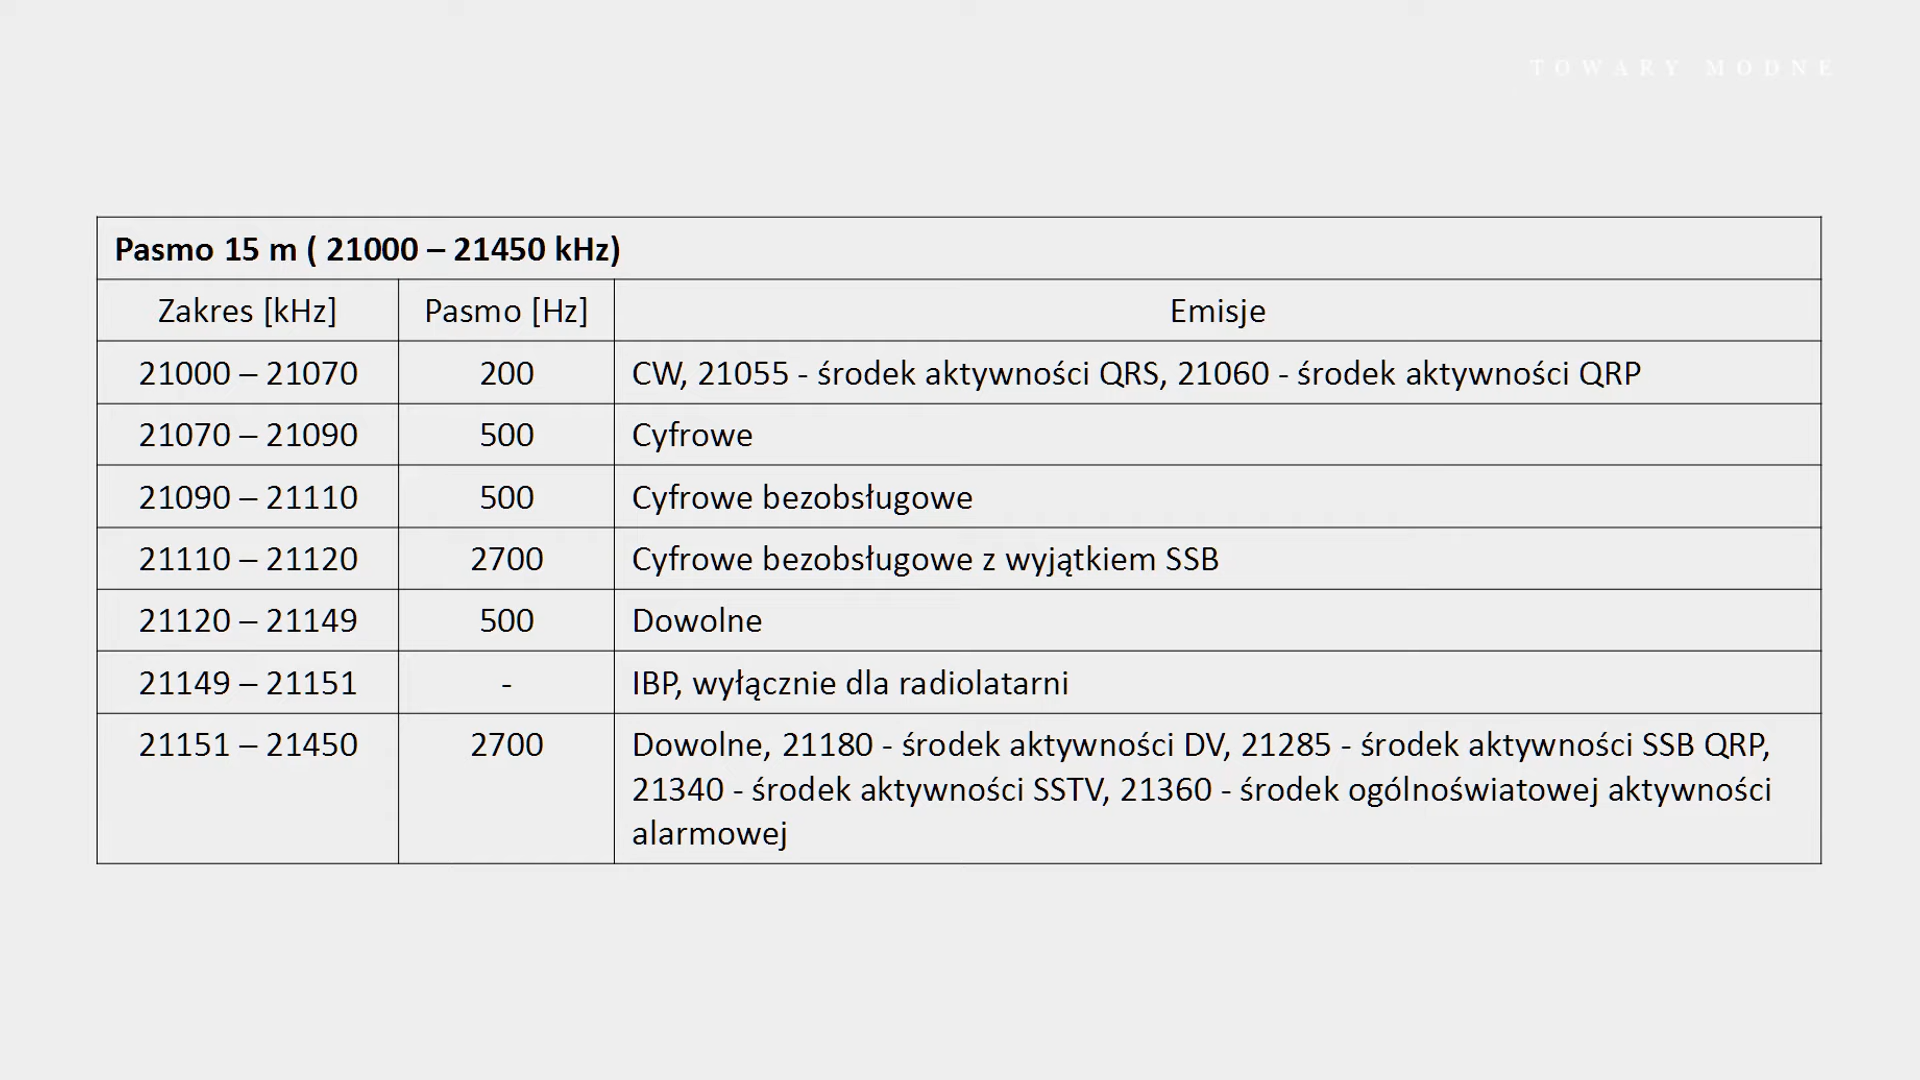 TOWARY MODNE
Pasmo 15 m ( 21000 – 21450 kHz)
Zakres [kHz] Pasmo [Hz] Emisje
21000 – 21070 200 CW, 21055 - środek aktywności QRS, 21060 - środek aktywności QRP
21070 – 21090 500 Cyfrowe
21090 – 21110 500 Cyfrowe bezobsługowe
21110 – 21120 2700 Cyfrowe bezobsługowe z wyjątkiem SSB
21120 – 21149 500 Dowolne
21149 – 21151 - IBP, wyłącznie dla radiolatarni
21151 – 21450 2700 Dowolne, 21180 - środek aktywności DV, 21285 - środek aktywności SSB QRP,
21340 - środek aktywności SSTV, 21360 - środek ogólnoświatowej aktywności
alarmowej